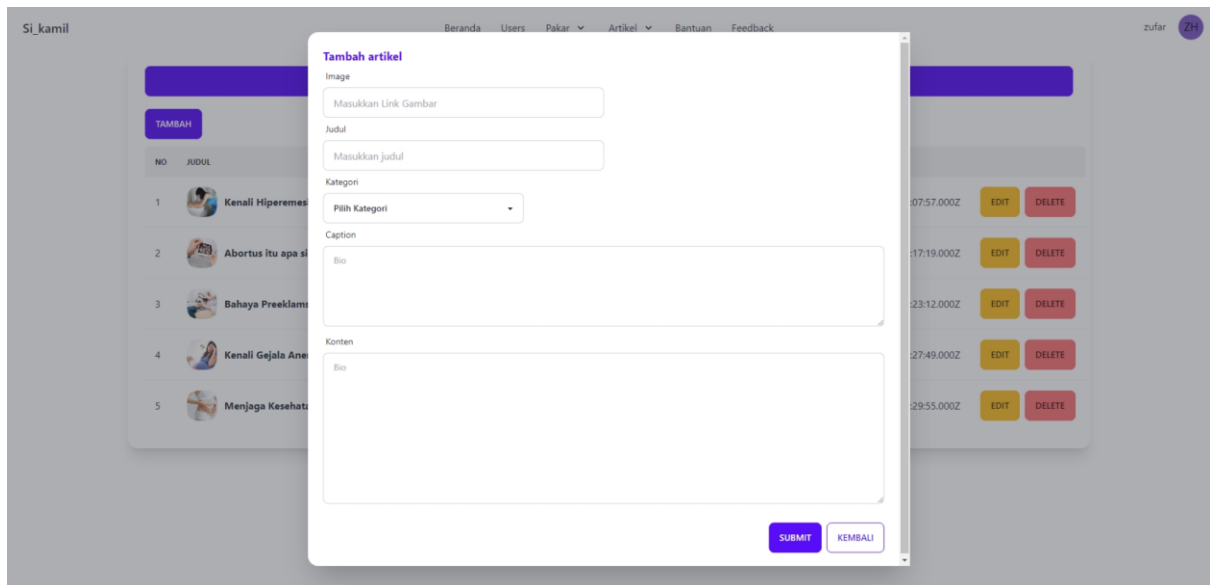 Si_kamil
Beranda Users Pakar Artikel Bantuan Feedback
zufar ZH
Tambah artikel
Image
Masukkan Link Gambar
TAMBAH
Judul
Masukkan judul
NO JUDUL
Kategori
Pilih Kategori
1 Kenali Hiperemes :07:57.000Z EDIT DELETE
Caption
Bio
2 Abortus itu apa si :17:19.000Z EDIT DELETE
3 Bahaya Preeklams :23:12.000Z EDIT DELETE
Konten
Bio
4 Kenali Gejala Ane :27:49.000Z EDIT DELETE
5 Menjaga Kesehat :29:55.000Z EDIT DELETE
SUBMIT KEMBALI